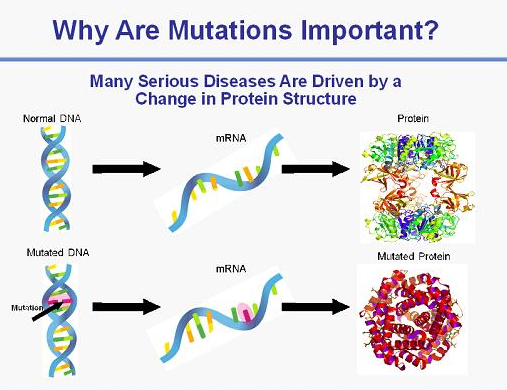 Why Are Mutations Important?
Many Serious Diseases Are Driven by a
Change in Protein Structure
Normal DNA
mRNA
Protein
Mutated DNA
mRNA
Mutated Protein
Mutation